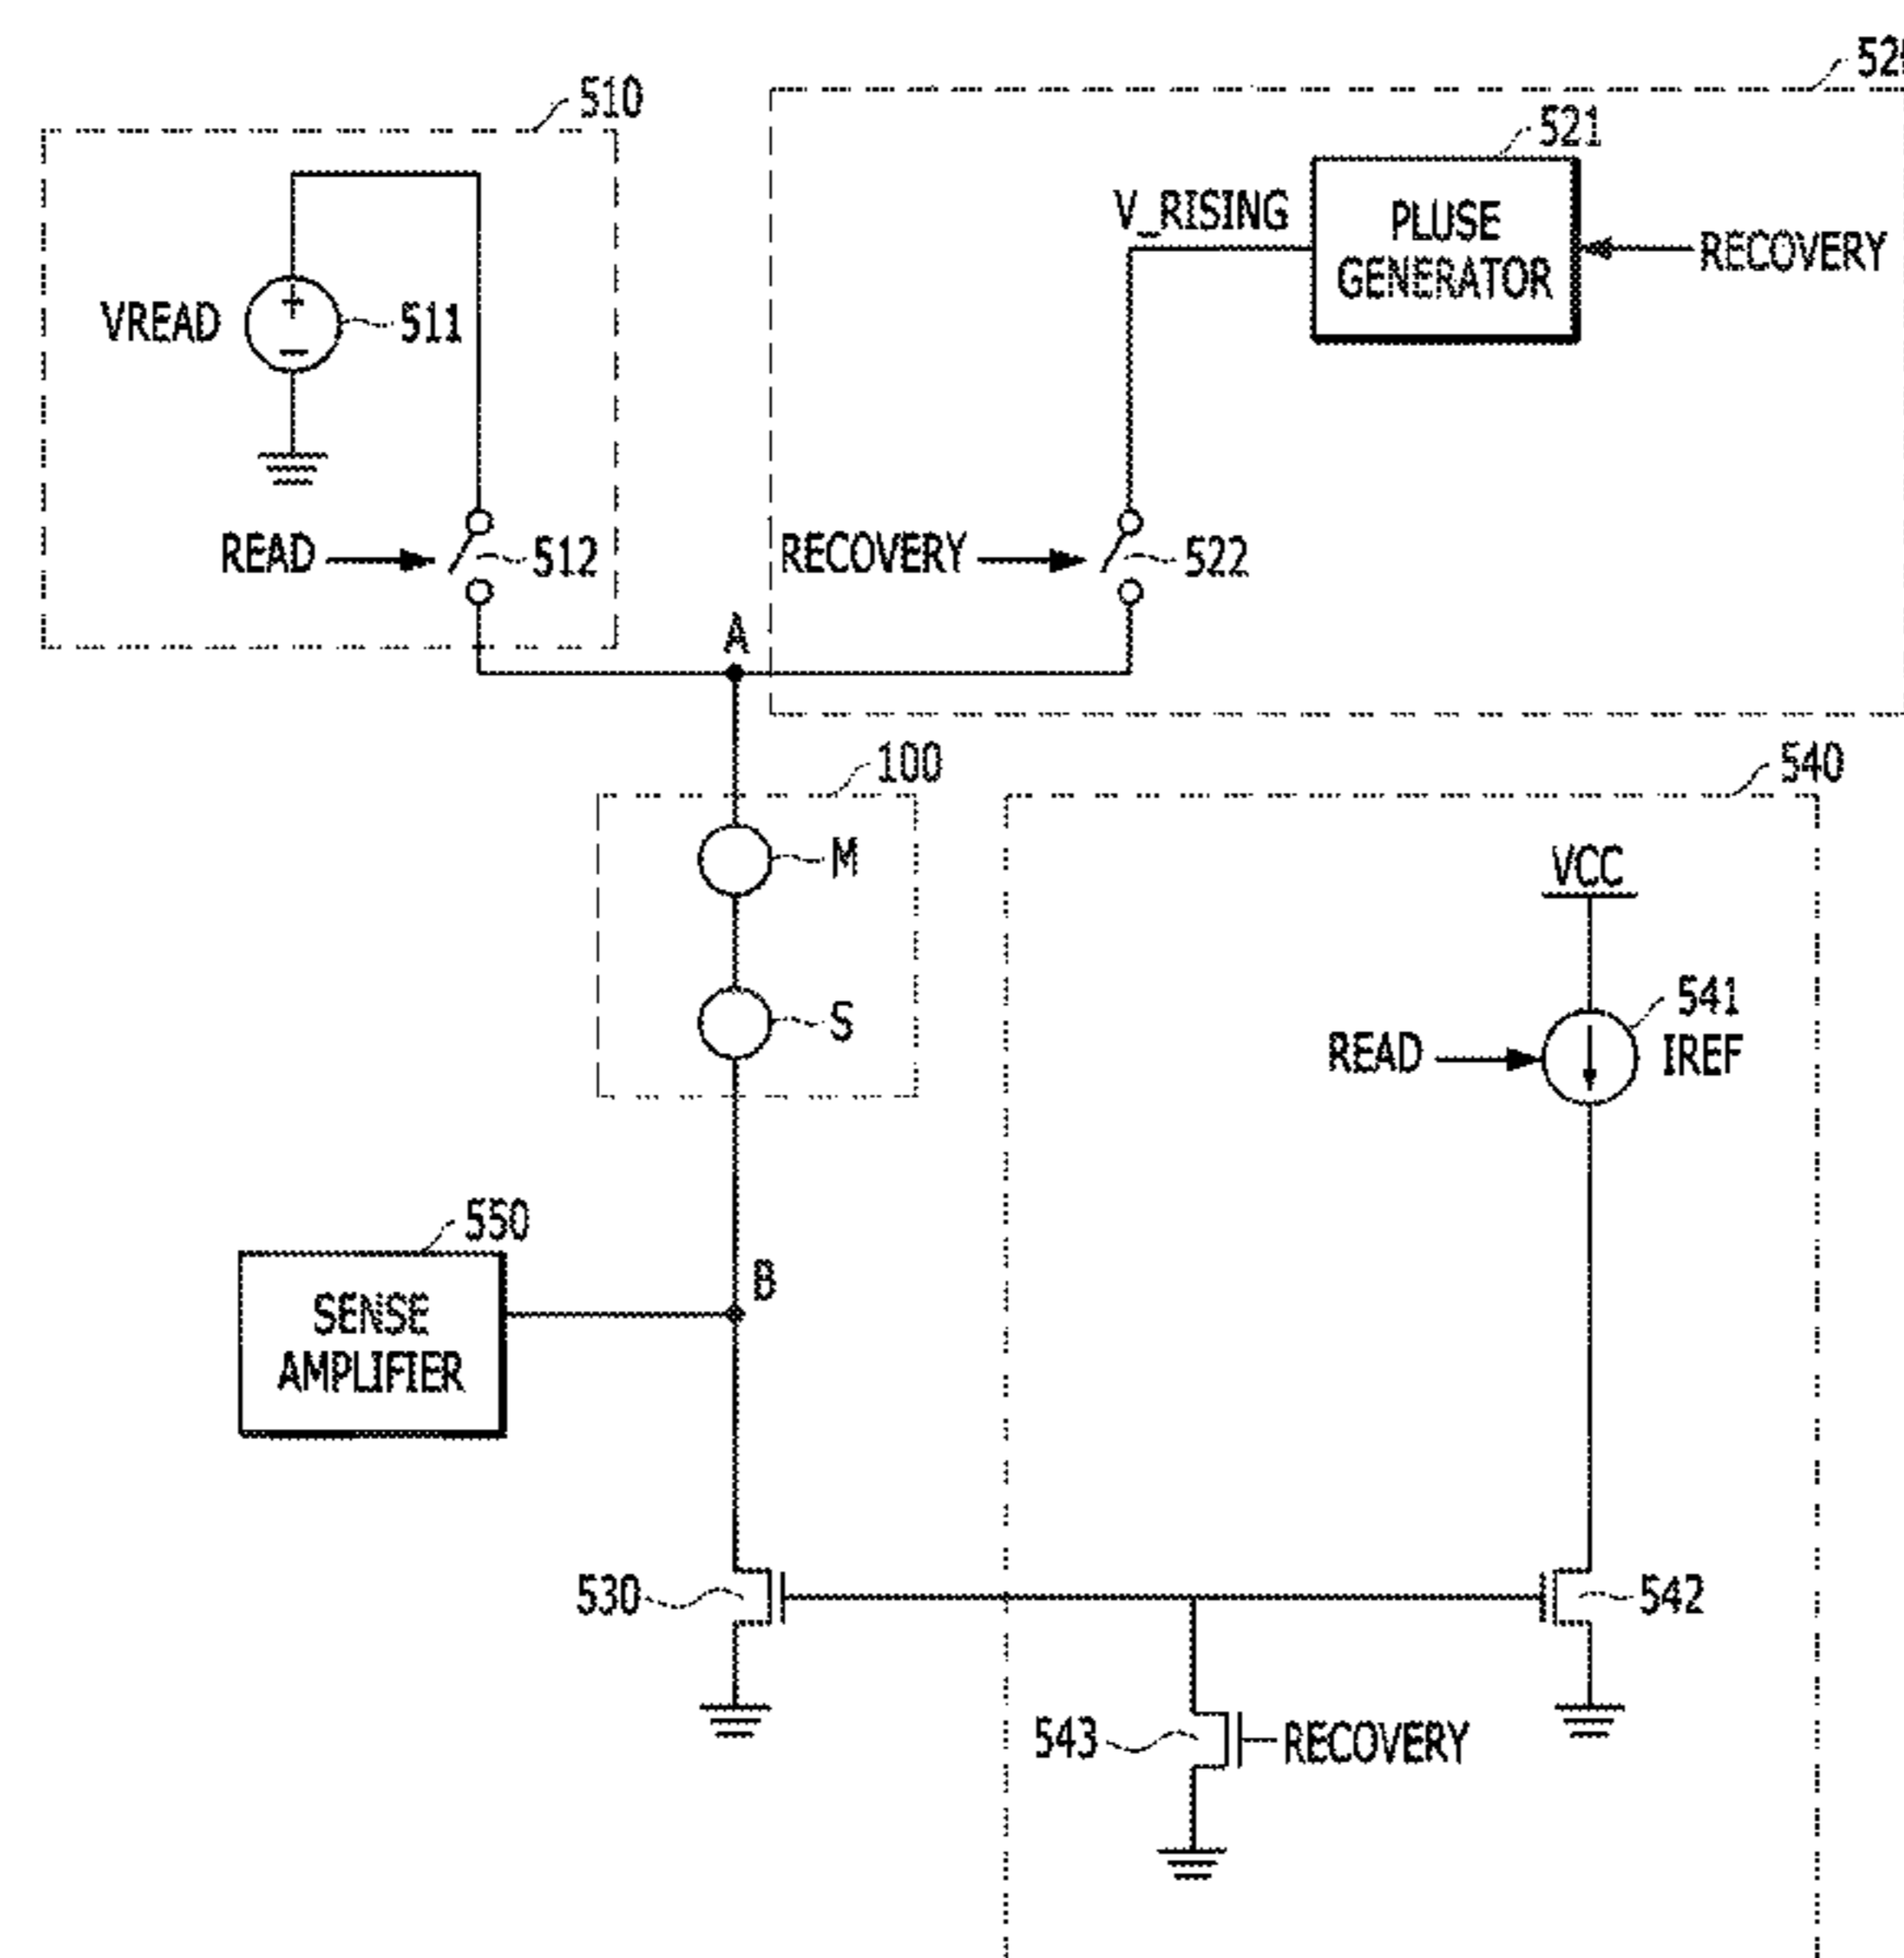 510
521
V_RISING
PLUSE
GENERATOR
RECOVERY
VREAD
+
511
−
READ
512
RECOVERY
522
A
100
540
M
VCC
S
541
READ
IREF
550
B
SENSE
AMPLIFIER
530
542
543
RECOVERY